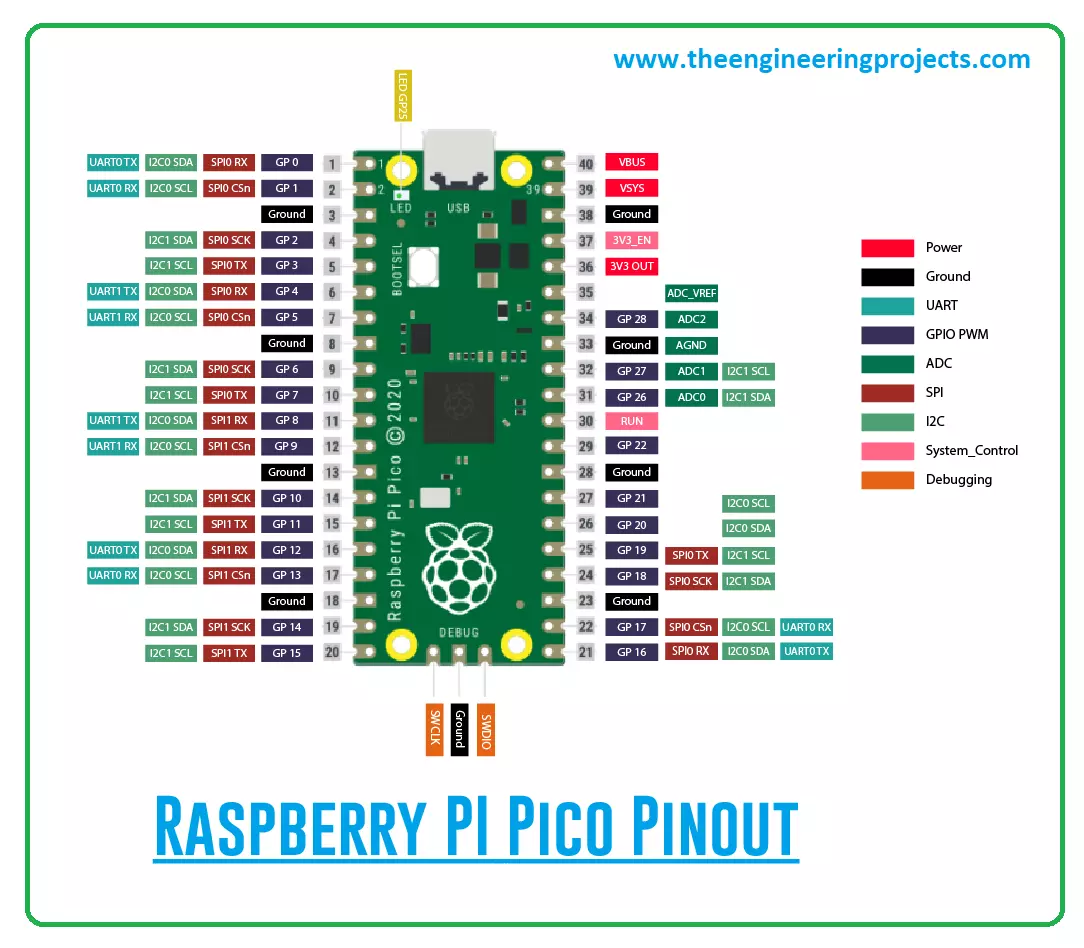 www.theengineeringprojects.com
LED GP25
UART0 TX I2C0 SDA SPI0 RX GP 0 1 1 40 VBUS
UART0 RX I2C0 SCL SPI0 CSn GP 1 2 2 39 39 VSYS
LED USB
Ground 3 38 Ground
I2C1 SDA SPI0 SCK GP 2 4 37 3V3_EN
I2C1 SCL SPI0 TX GP 3 5 36 3V3 OUT
BOOTSEL
UART1 TX I2C0 SDA SPI0 RX GP 4 6 35 ADC_VREF
UART1 RX I2C0 SCL SPI0 CSn GP 5 7 34 GP 28 ADC2
Ground 8 33 Ground AGND
I2C1 SDA SPI0 SCK GP 6 9 32 GP 27 ADC1 I2C1 SCL
I2C1 SCL SPI0 TX GP 7 10 31 GP 26 ADC0 I2C1 SDA
UART1 TX I2C0 SDA SPI1 RX GP 8 11 30 RUN
UART1 RX I2C0 SCL SPI1 CSn GP 9 12 29 GP 22
Ground 13 28 Ground
I2C1 SDA SPI1 SCK GP 10 14 27 GP 21 I2C0 SCL
I2C1 SCL SPI1 TX GP 11 15 26 GP 20 I2C0 SDA
UART0 TX I2C0 SDA SPI1 RX GP 12 16 25 GP 19 SPI0 TX I2C1 SCL
UART0 RX I2C0 SCL SPI1 CSn GP 13 17 24 GP 18 SPI0 SCK I2C1 SDA
Ground 18 23 Ground
I2C1 SDA SPI1 SCK GP 14 19 22 GP 17 SPI0 CSn I2C0 SCL UART0 RX
I2C1 SCL SPI1 TX GP 15 20 21 GP 16 SPI0 RX I2C0 SDA UART0 TX
Raspberry Pi Pico © 2020
DEBUG
SWCLK
Ground
SWDIO
Power
Ground
UART
GPIO PWM
ADC
SPI
I2C
System_Control
Debugging
RASPBERRY PI PICO PINOUT